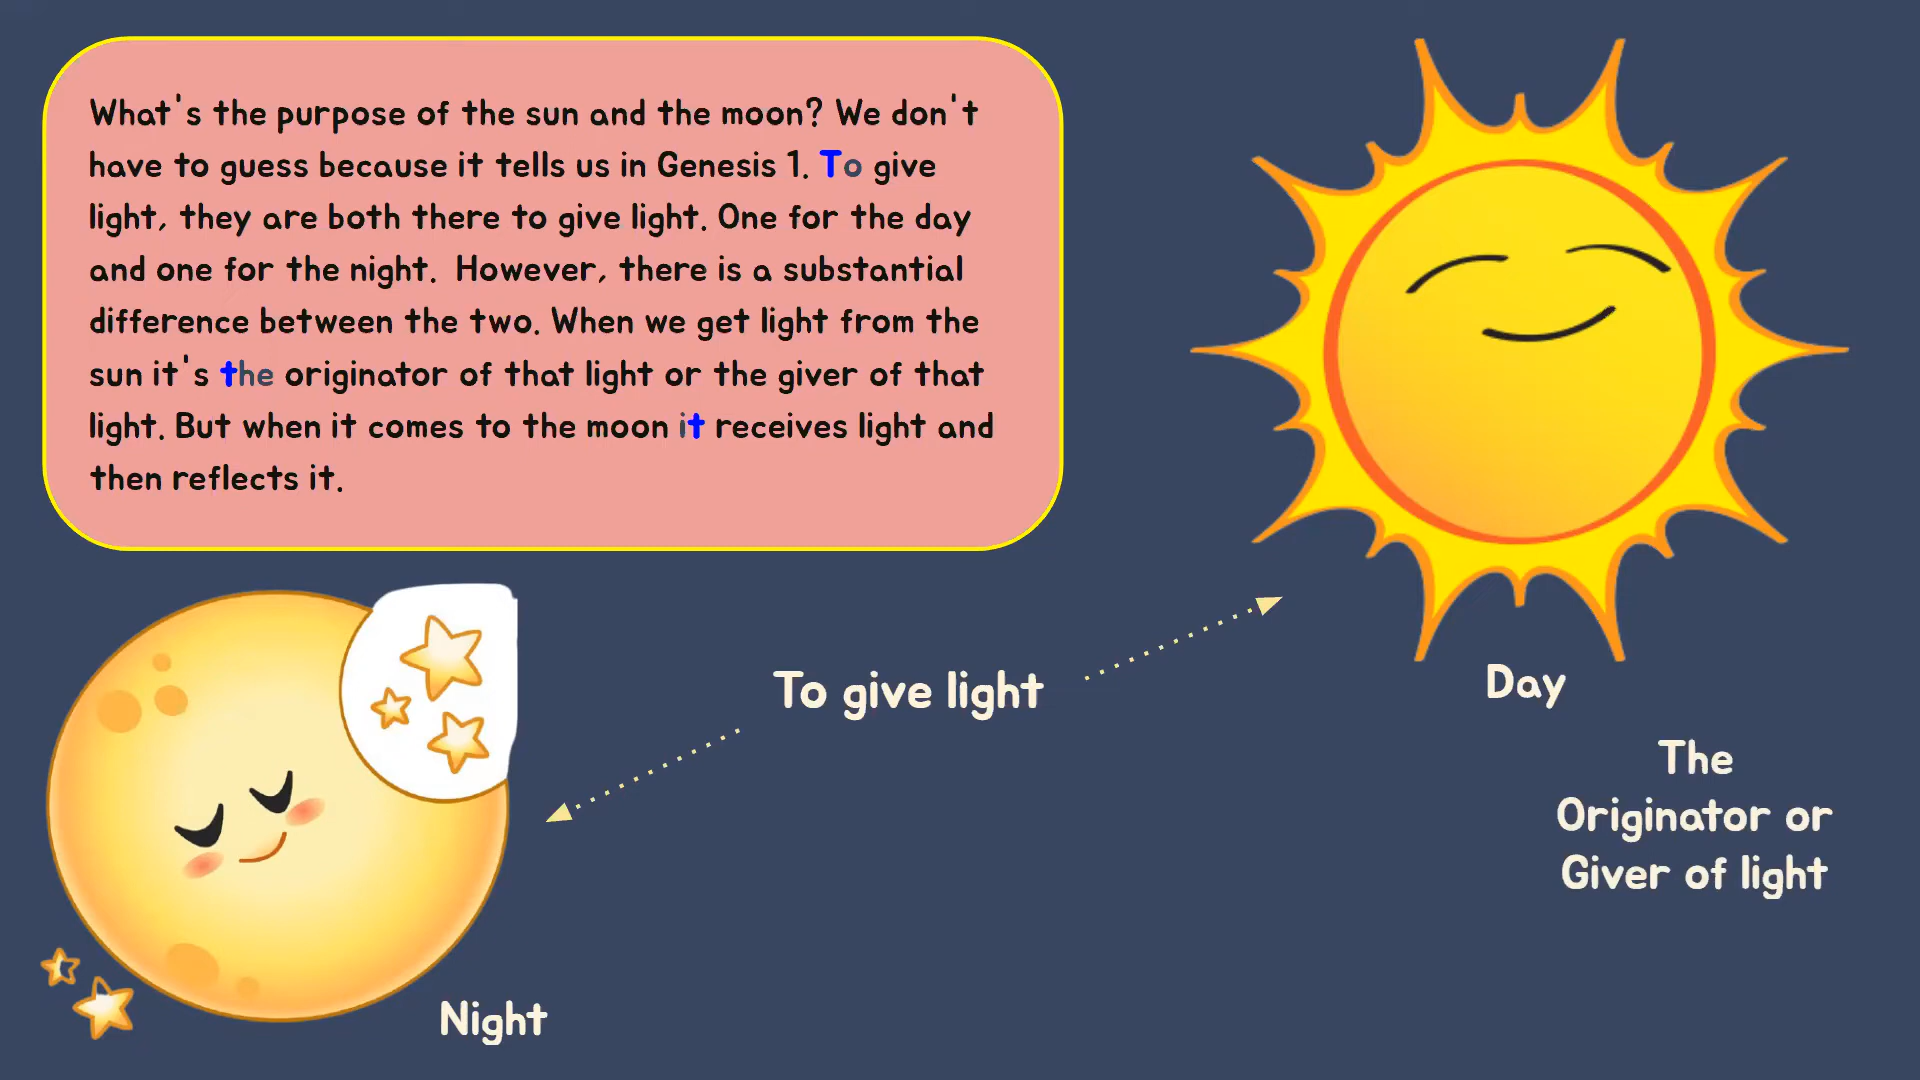 What's the purpose of the sun and the moon? We don't
have to guess because it tells us in Genesis 1. To give
light, they are both there to give light. One for the day
and one for the night.  However, there is a substantial
difference between the two. When we get light from the
sun it's the originator of that light or the giver of that
light. But when it comes to the moon it receives light and
then reflects it.
To give light
Day
The
Originator or
Giver of light
Night